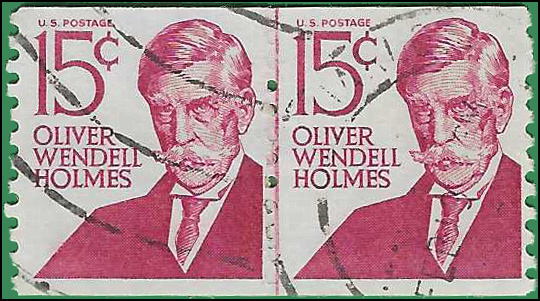 U.S. POSTAGE
15¢
OLIVER
WENDELL
HOLMES
U.S. POSTAGE
15¢
OLIVER
WENDELL
HOLMES